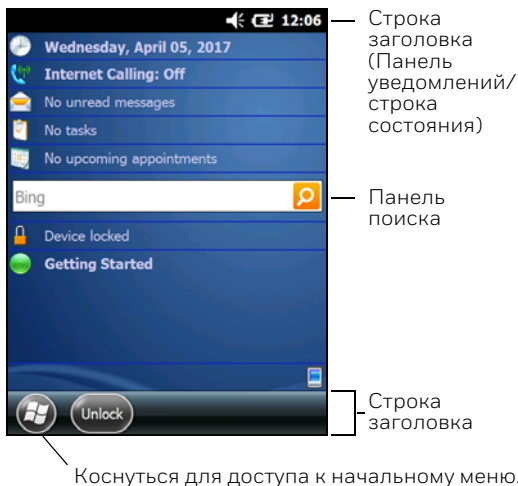 12:06
Wednesday, April 05, 2017
Internet Calling: Off
No unread messages
No tasks
No upcoming appointments
Bing
Device locked
Getting Started
Unlock
Строка
заголовка
(Панель
уведомлений/
строка
состояния)
Панель
поиска
Строка
заголовка
Коснуться для доступа к начальному меню.